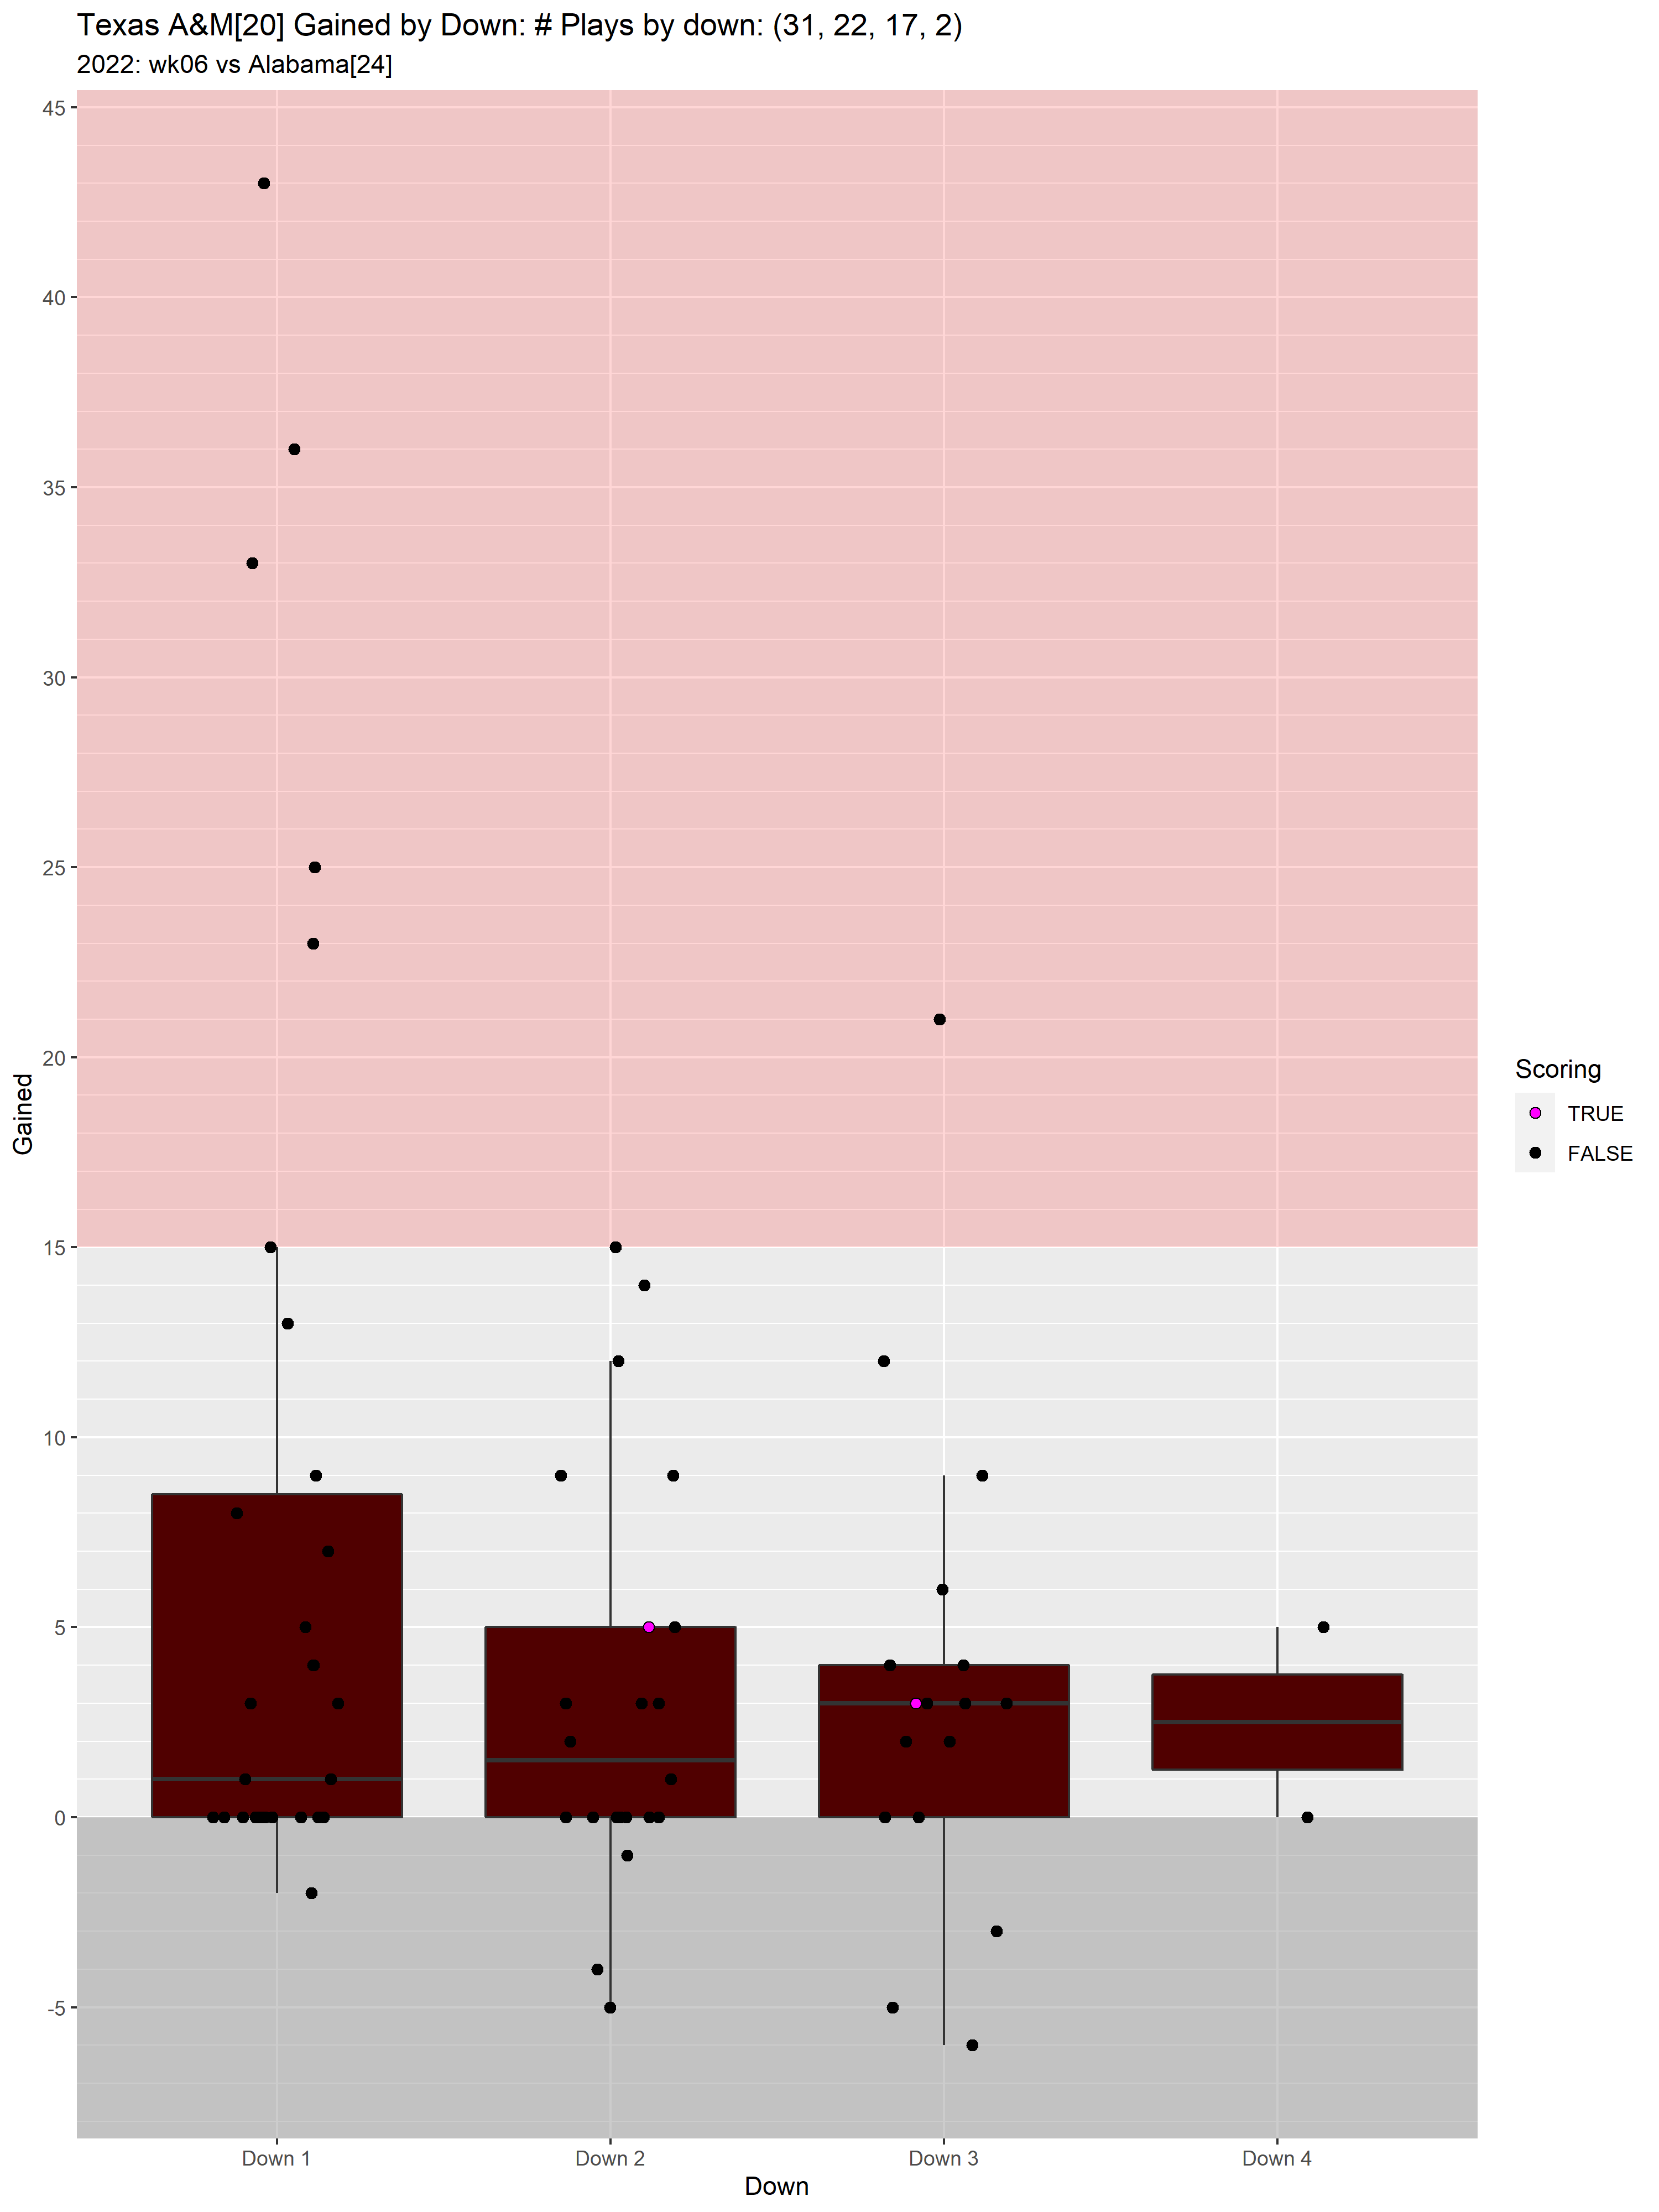 Texas A&M[20] Gained by Down: # Plays by down: (31, 22, 17, 2)
2022: wk06 vs Alabama[24]
45
40
35
30
25
20
15
10
5
0
-5
Gained
Down 1
Down 2
Down 3
Down 4
Down
Scoring
TRUE
FALSE